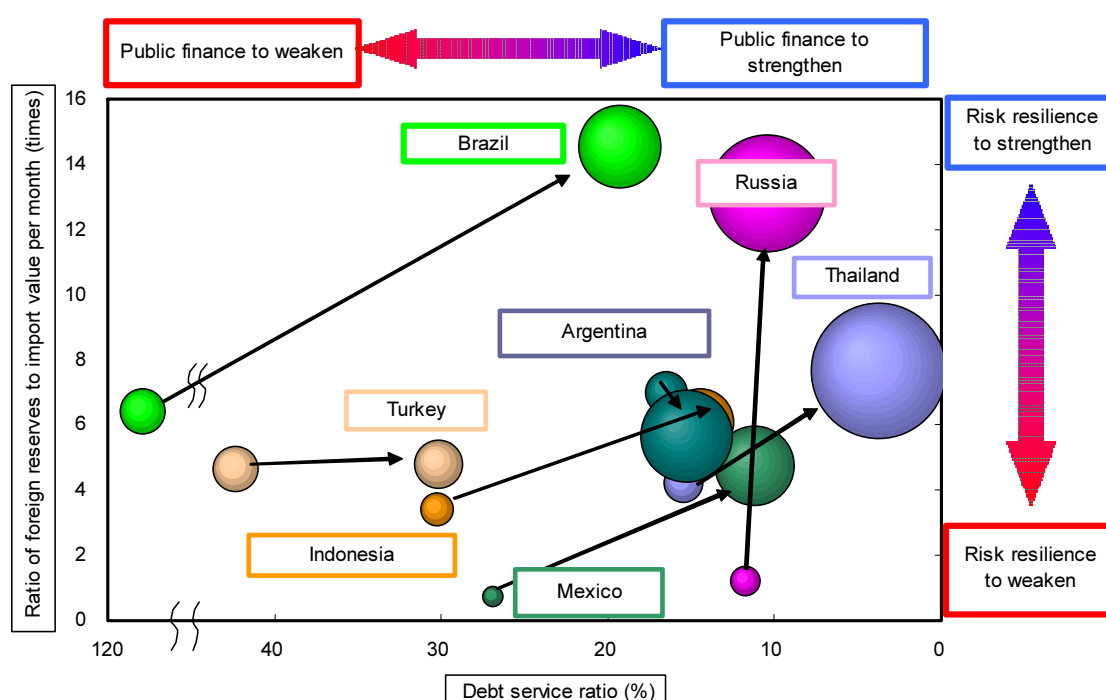 Public finance to weaken
Public finance to
strengthen
Ratio of foreign reserves to import value per month (times)
16
14
12
10
8
6
4
2
0
Brazil
Russia
Thailand
Argentina
Turkey
Indonesia
Mexico
Risk resilience
to strengthen
Risk resilience
to weaken
120
40
30
20
10
0
Debt service ratio (%)